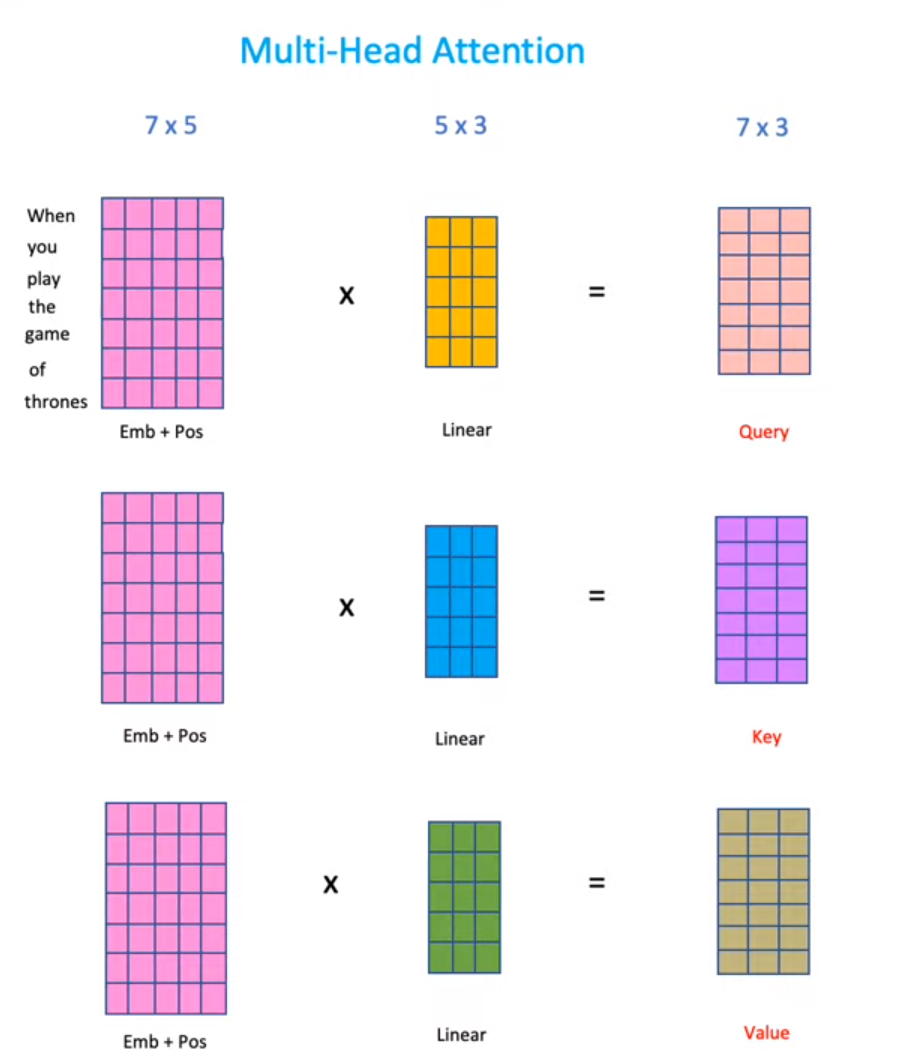 Multi-Head Attention
7 x 5
5 x 3
7 x 3
When
you
play
the
game
of
thrones
x
=
Emb + Pos
Linear
Query
x
=
Emb + Pos
Linear
Key
x
=
Emb + Pos
Linear
Value